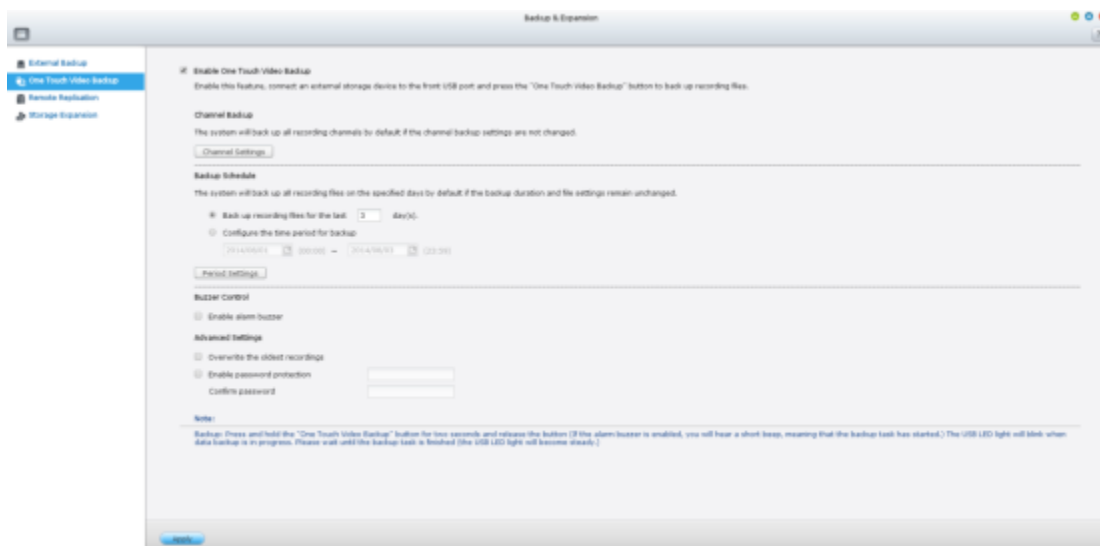 Backup & Expansion
External Backup
One Touch Video Backup
Remote Replication
Storage Expansion
Enable One Touch Video Backup
Enable this feature, connect an external storage device to the front USB port and press the "One Touch Video Backup" button to back up recording files.
Channel Backup
The system will back up all recording channels by default if the channel backup settings are not changed.
Channel Settings
Backup Schedule
The system will back up all recording files on the specified days by default if the backup duration and file settings remain unchanged.
Back up recording files for the last 3 day(s).
Configure the time period for backup
(00:00) ~ (23:59)
Period Settings
Buzzer Control
Enable alarm buzzer
Advanced Settings
Overwrite the oldest recordings
Enable password protection
Confirm password
Note:
Backup: Press and hold the "One Touch Video Backup" button for two seconds and release the button (If the alarm buzzer is enabled, you will hear a short beep, meaning that the backup task has started.) The USB LED light will blink when
data backup is in progress. Please wait until the backup task is finished (the USB LED light will become steady.)
Apply